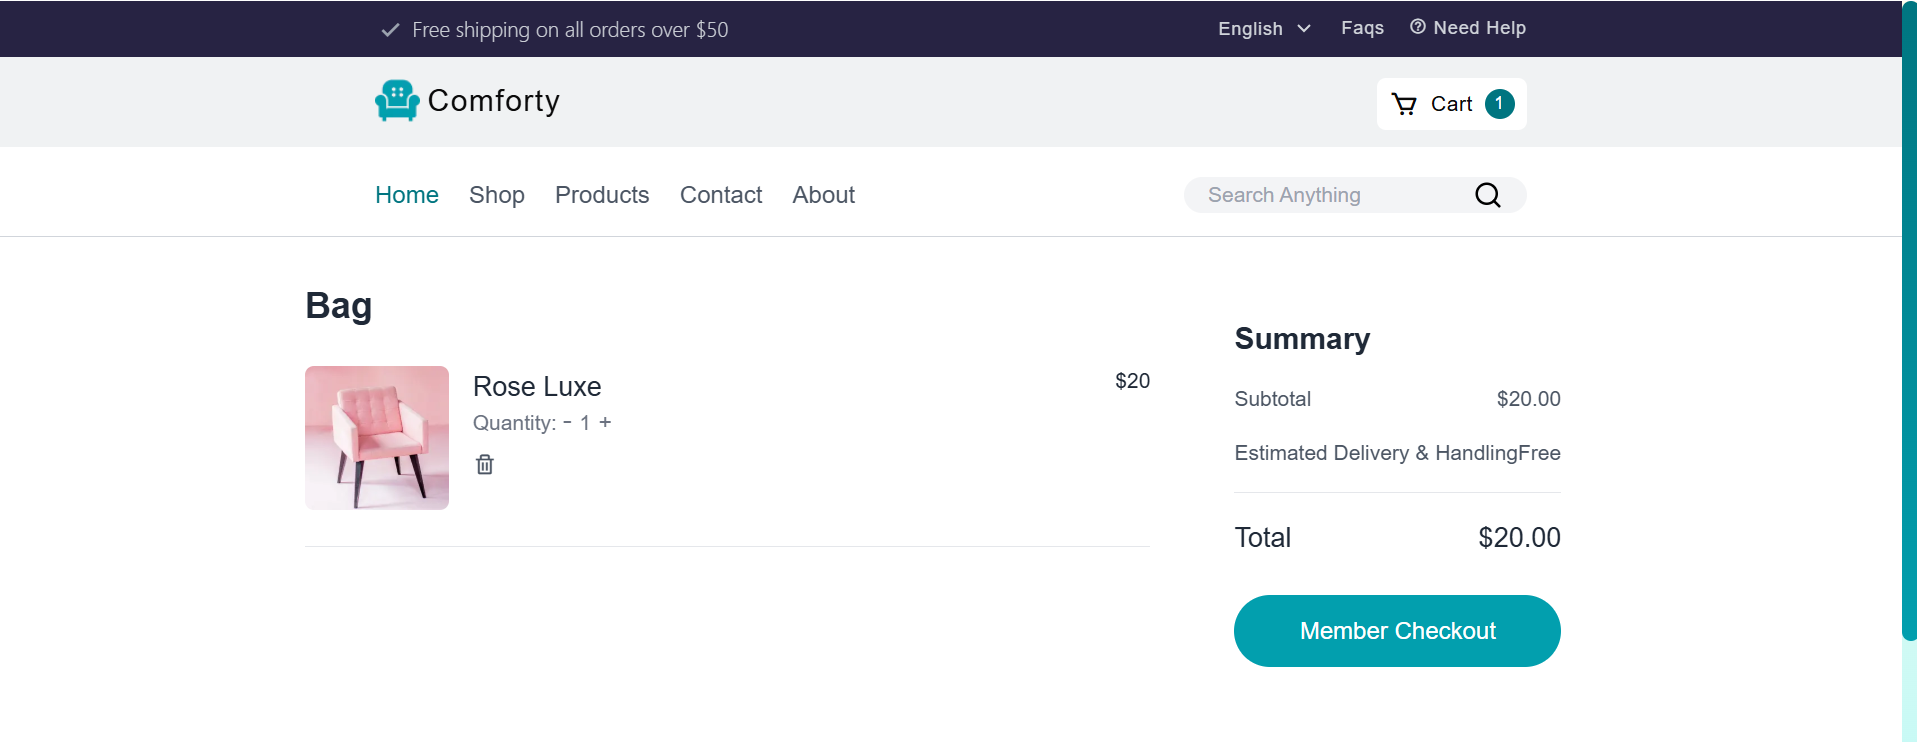 Free shipping on all orders over $50
English
Faqs
Need Help
Comforty
Cart 1
Home Shop Products Contact About
Search Anything
Bag
Rose Luxe
$20
Quantity: - 1 +
Summary
Subtotal $20.00
Estimated Delivery & HandlingFree
Total $20.00
Member Checkout